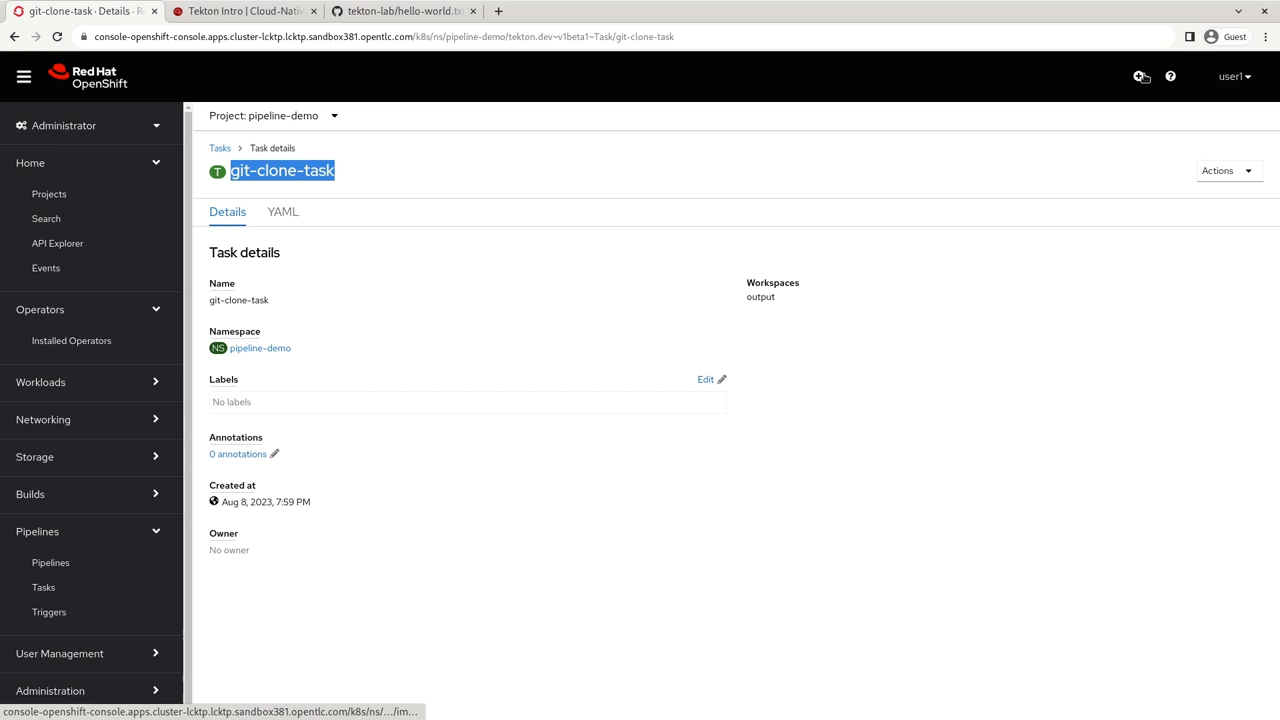 git-clone-task · Details · R
Tekton Intro | Cloud-Nativ
tekton-lab/hello-world.tx
console-openshift-console.apps.cluster-lcktp.lcktp.sandbox381.opentlc.com/k8s/ns/pipeline-demo/tekton.dev~v1beta1~Task/git-clone-task
Guest
Red Hat
OpenShift
user1
Administrator
Home
Projects
Search
API Explorer
Events
Operators
Installed Operators
Workloads
Networking
Storage
Builds
Pipelines
Pipelines
Tasks
Triggers
User Management
Administration
Project: pipeline-demo
Tasks > Task details
T git-clone-task
Actions
Details YAML
Task details
Name
git-clone-task
Workspaces
output
Namespace
NS pipeline-demo
Labels
Edit
No labels
Annotations
0 annotations
Created at
Aug 8, 2023, 7:59 PM
Owner
No owner
console-openshift-console.apps.cluster-lcktp.lcktp.sandbox381.opentlc.com/k8s/ns/.../im...